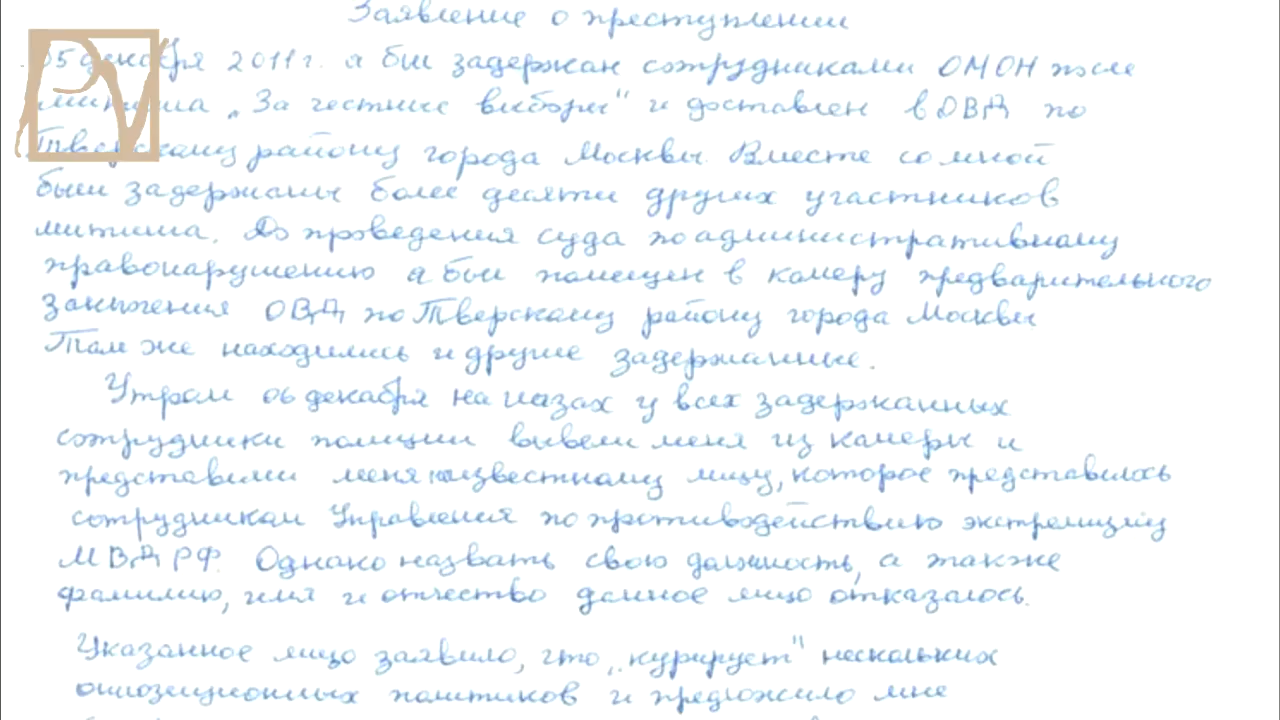 Заявление о преступлении
05 декабря 2011г. я был задержан сотрудниками ОМОН после
митинга „За честные выборы" и доставлен в ОВД по
Тверскому району города Москвы. Вместе со мной
были задержаны более десяти других участников
митинга. До проведения суда по административному
правонарушению я был помещен в камеру предварительного
заключения ОВД по Тверскому району города Москвы
Там же находились и другие задержанные.
Утром 06 декабря на глазах у всех задержанных
сотрудники полиции вывели меня из камеры и
представили меня неизвестному лицу, которое представилось
сотрудником Управления по противодействию экстремизму
МВД РФ. Однако назвать свою должность, а также
фамилию, имя и отчество данное лицо отказалось.
Указанное лицо заявило, что „курирует" нескольких
оппозиционных политиков и предложило мне